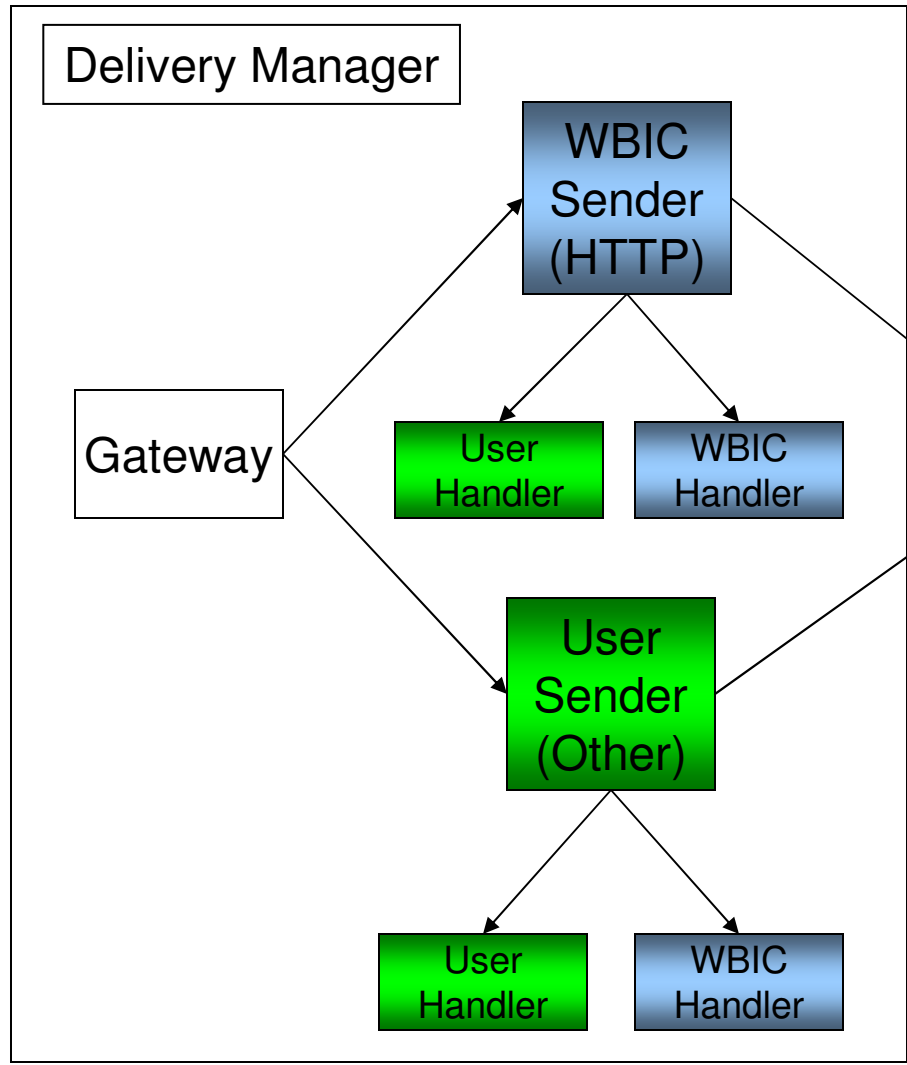 Delivery Manager
WBIC
Sender
(HTTP)
Gateway
User
Handler
WBIC
Handler
User
Sender
(Other)
User
Handler
WBIC
Handler